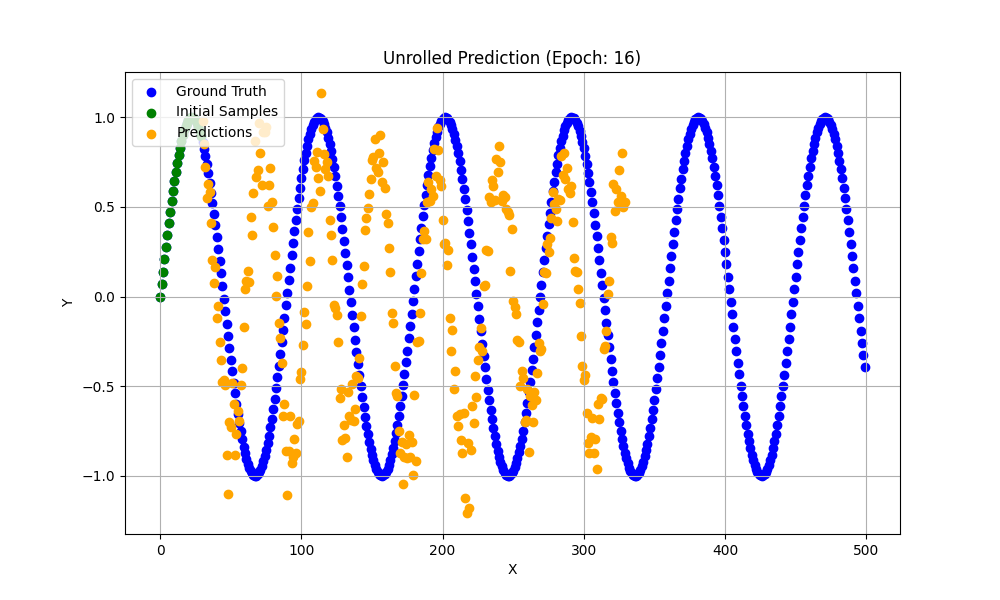 Unrolled Prediction (Epoch: 16)
Ground Truth
Initial Samples
Predictions
1.0
0.5
0.0
−0.5
−1.0
Y
0
100
200
300
400
500
X